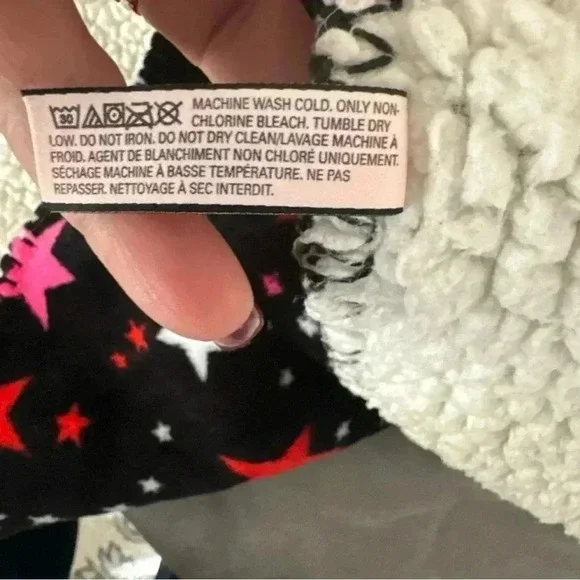 30 MACHINE WASH COLD. ONLY NON-
CHLORINE BLEACH. TUMBLE DRY
LOW. DO NOT IRON. DO NOT DRY CLEAN/LAVAGE MACHINE À
FROID. AGENT DE BLANCHIMENT NON CHLORÉ UNIQUEMENT.
SÉCHAGE MACHINE À BASSE TEMPÉRATURE. NE PAS
REPASSER. NETTOYAGE À SEC INTERDIT.